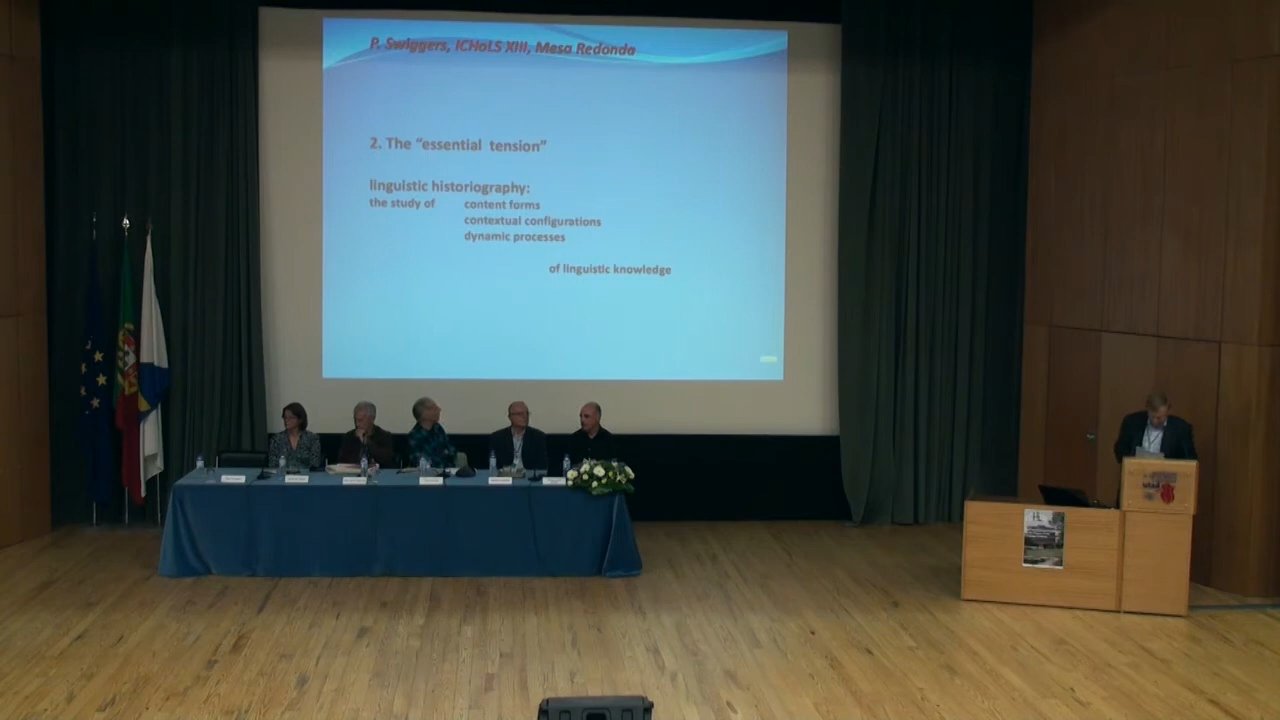 P. Swiggers, ICHoLS XIII, Mesa Redonda
2. The “essential tension”
linguistic historiography:
the study of content forms
contextual configurations
dynamic processes
of linguistic knowledge
utad